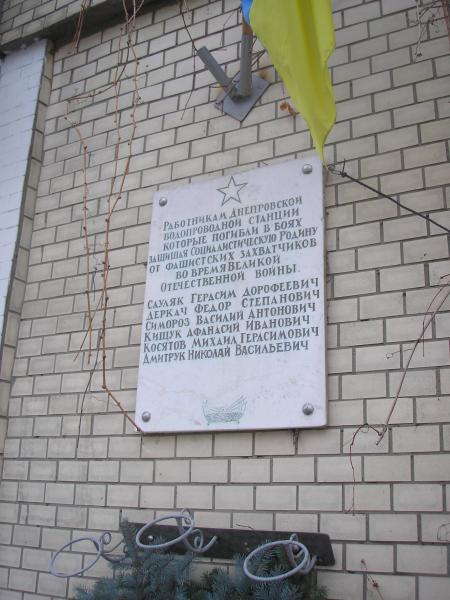 Работникам Днепровской
водопроводной станции
которые погибли в боях
защищая Социалистическую Родину
от фашистских захватчиков
во время Великой
Отечественной войны.
Сауляк Герасим Дорофеевич
Деркач Федор Степанович
Симороз Василий Антонович
Кищук Афанасий Иванович
Косятов Михаил Герасимович
Дмитрук Николай Васильевич